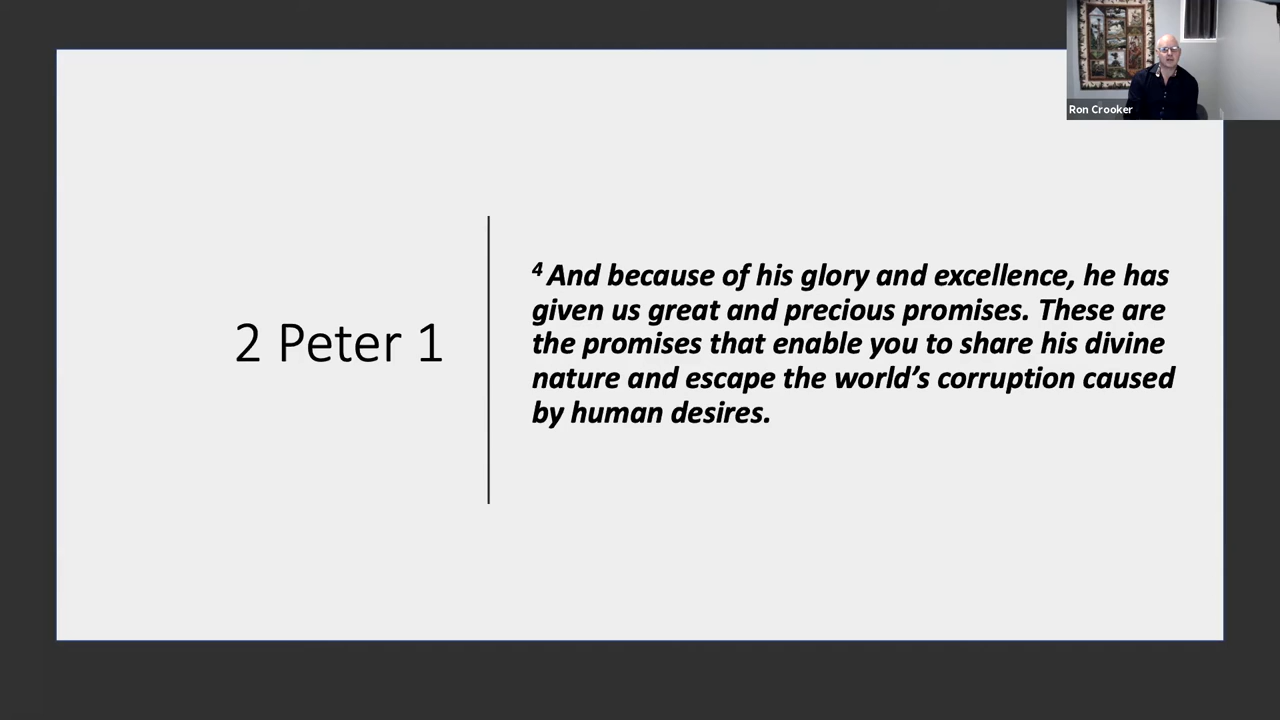 Ron Crooker
2 Peter 1
4 And because of his glory and excellence, he has
given us great and precious promises. These are
the promises that enable you to share his divine
nature and escape the world’s corruption caused
by human desires.